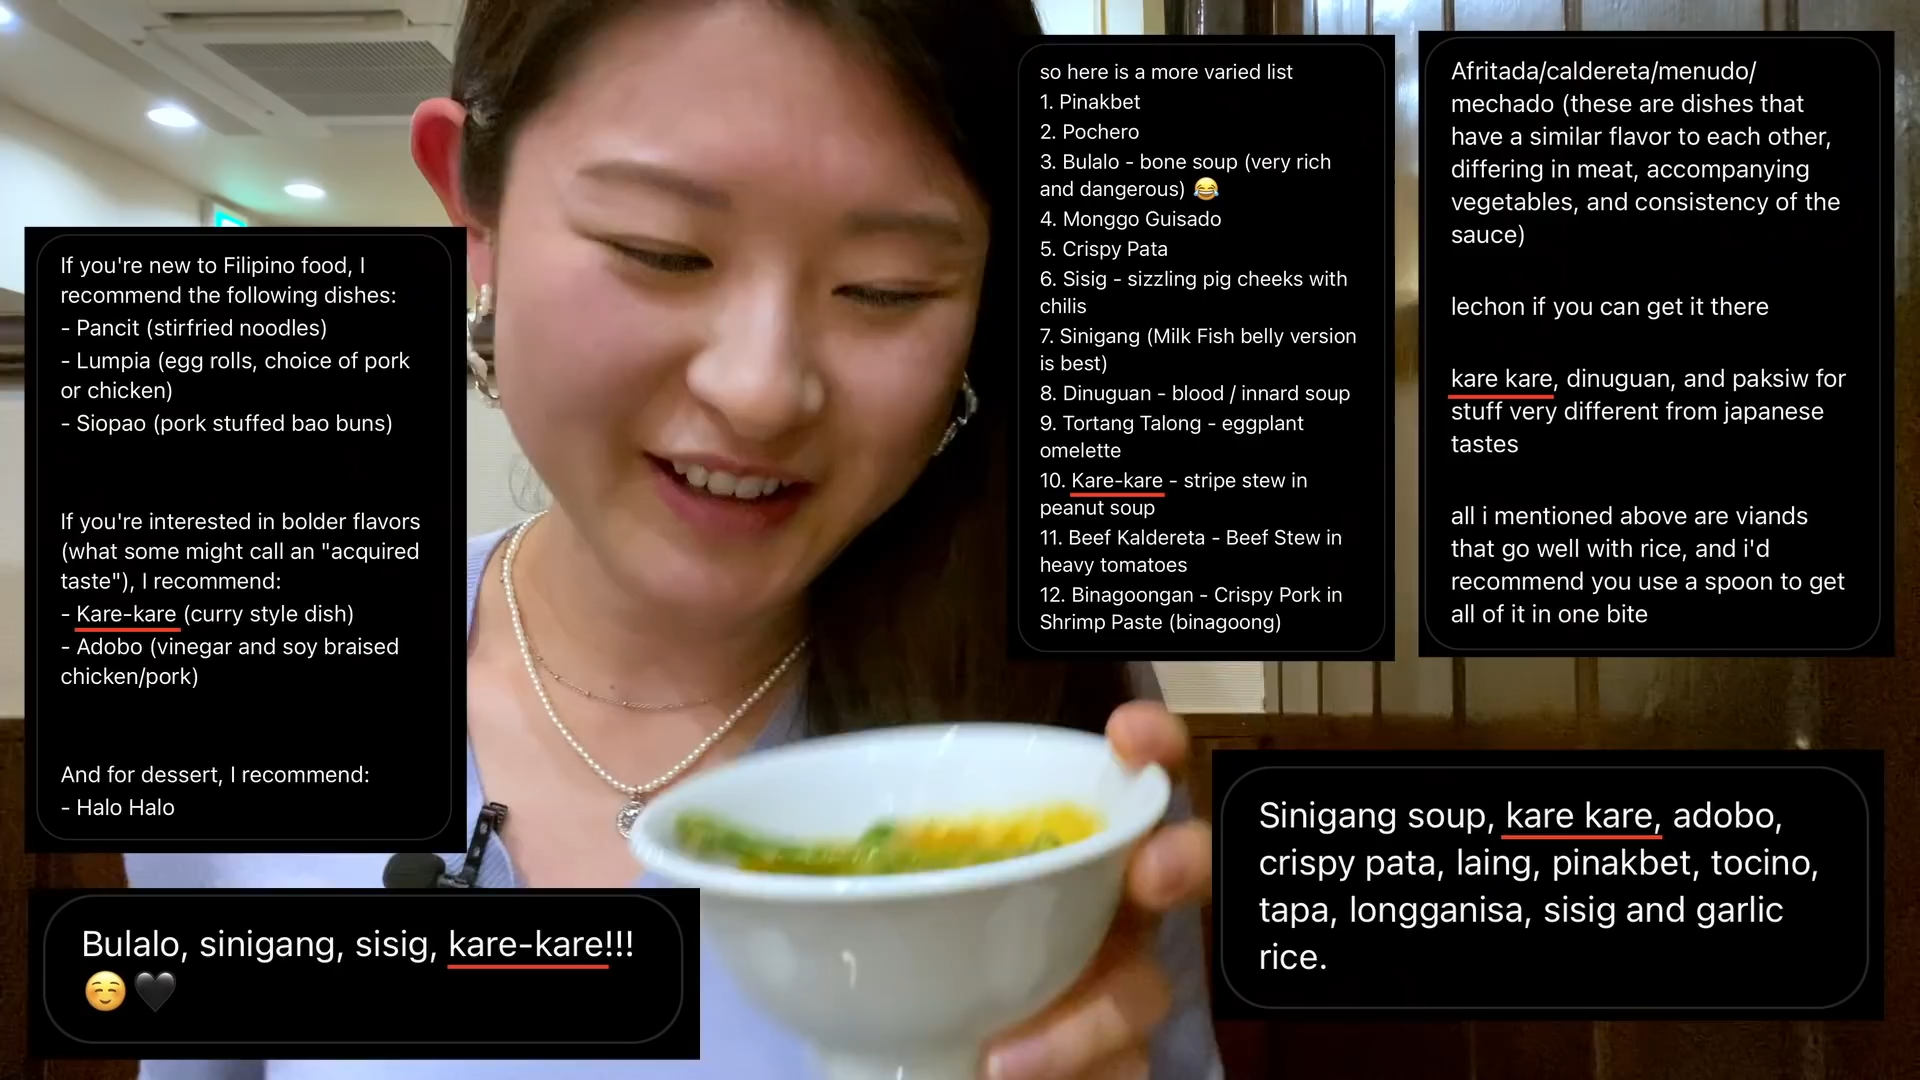 If you're new to Filipino food, I
recommend the following dishes:
- Pancit (stirfried noodles)
- Lumpia (egg rolls, choice of pork
or chicken)
- Siopao (pork stuffed bao buns)
If you're interested in bolder flavors
(what some might call an "acquired
taste"), I recommend:
- Kare-kare (curry style dish)
- Adobo (vinegar and soy braised
chicken/pork)
And for dessert, I recommend:
- Halo Halo
Bulalo, sinigang, sisig, kare-kare!!!
☺️🖤
so here is a more varied list
1. Pinakbet
2. Pochero
3. Bulalo - bone soup (very rich
and dangerous) 😂
4. Monggo Guisado
5. Crispy Pata
6. Sisig - sizzling pig cheeks with
chilis
7. Sinigang (Milk Fish belly version
is best)
8. Dinuguan - blood / innard soup
9. Tortang Talong - eggplant
omelette
10. Kare-kare - stripe stew in
peanut soup
11. Beef Kaldereta - Beef Stew in
heavy tomatoes
12. Binagoongan - Crispy Pork in
Shrimp Paste (binagoong)
Afritada/caldereta/menudo/
mechado (these are dishes that
have a similar flavor to each other,
differing in meat, accompanying
vegetables, and consistency of the
sauce)
lechon if you can get it there
kare kare, dinuguan, and paksiw for
stuff very different from japanese
tastes
all i mentioned above are viands
that go well with rice, and i'd
recommend you use a spoon to get
all of it in one bite
Sinigang soup, kare kare, adobo,
crispy pata, laing, pinakbet, tocino,
tapa, longganisa, sisig and garlic
rice.